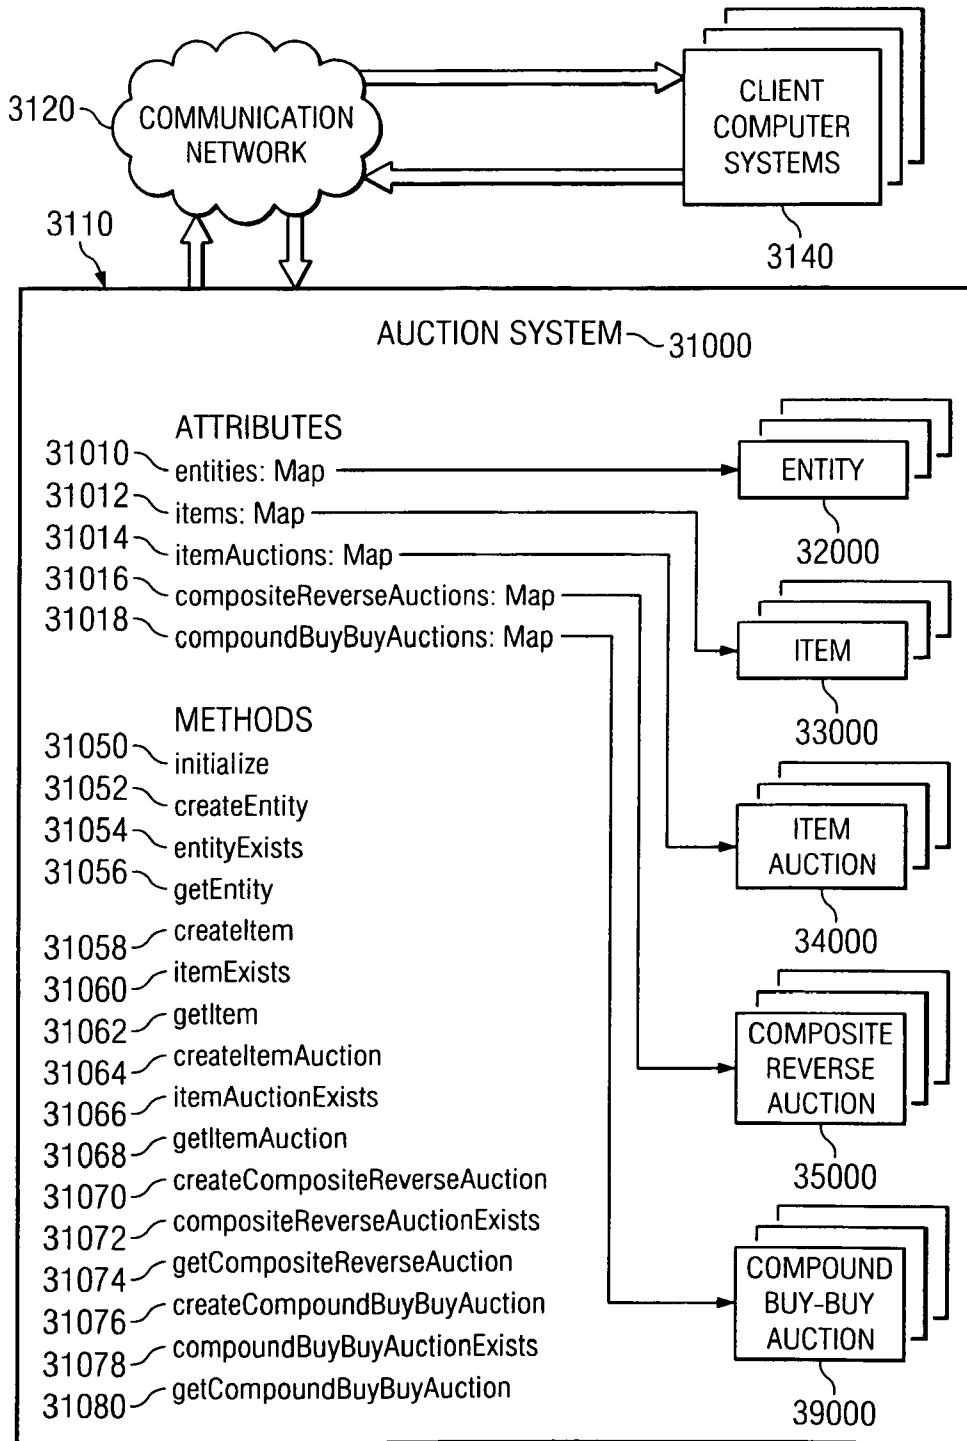 3120
COMMUNICATION
NETWORK
CLIENT
COMPUTER
SYSTEMS
3140
3110
AUCTION SYSTEM
31000
ATTRIBUTES
31010
entities: Map
31012
items: Map
31014
itemAuctions: Map
31016
compositeReverseAuctions: Map
31018
compoundBuyBuyAuctions: Map
ENTITY
32000
ITEM
33000
ITEM
AUCTION
34000
COMPOSITE
REVERSE
AUCTION
35000
COMPOUND
BUY-BUY
AUCTION
39000
METHODS
31050
initialize
31052
createEntity
31054
entityExists
31056
getEntity
31058
createItem
31060
itemExists
31062
getItem
31064
createItemAuction
31066
itemAuctionExists
31068
getItemAuction
31070
createCompositeReverseAuction
31072
compositeReverseAuctionExists
31074
getCompositeReverseAuction
31076
createCompoundBuyBuyAuction
31078
compoundBuyBuyAuctionExists
31080
getCompoundBuyBuyAuction